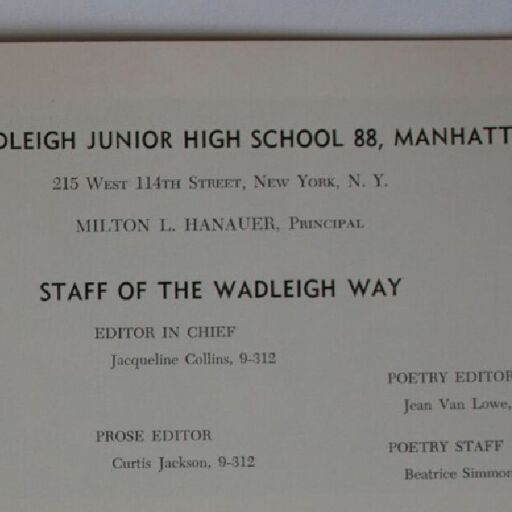 DLEIGH JUNIOR HIGH SCHOOL 88, MANHATT
215 West 114th Street, New York, N. Y.
MILTON L. HANAUER, Principal
STAFF OF THE WADLEIGH WAY
EDITOR IN CHIEF
Jacqueline Collins, 9-312
PROSE EDITOR
Curtis Jackson, 9-312
POETRY EDITOR
Jean Van Lowe,
POETRY STAFF
Beatrice Simmon